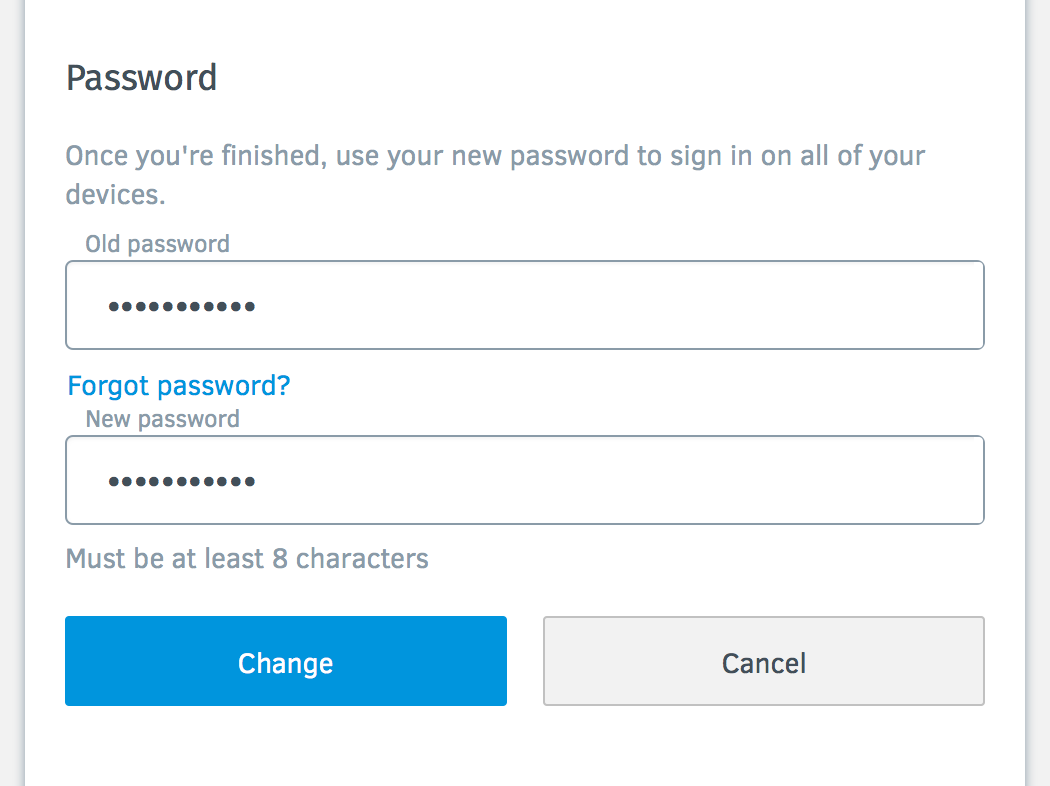 Password
Once you're finished, use your new password to sign in on all of your
devices.
Old password
•••••••••••
Forgot password?
New password
•••••••••••
Must be at least 8 characters
Change
Cancel